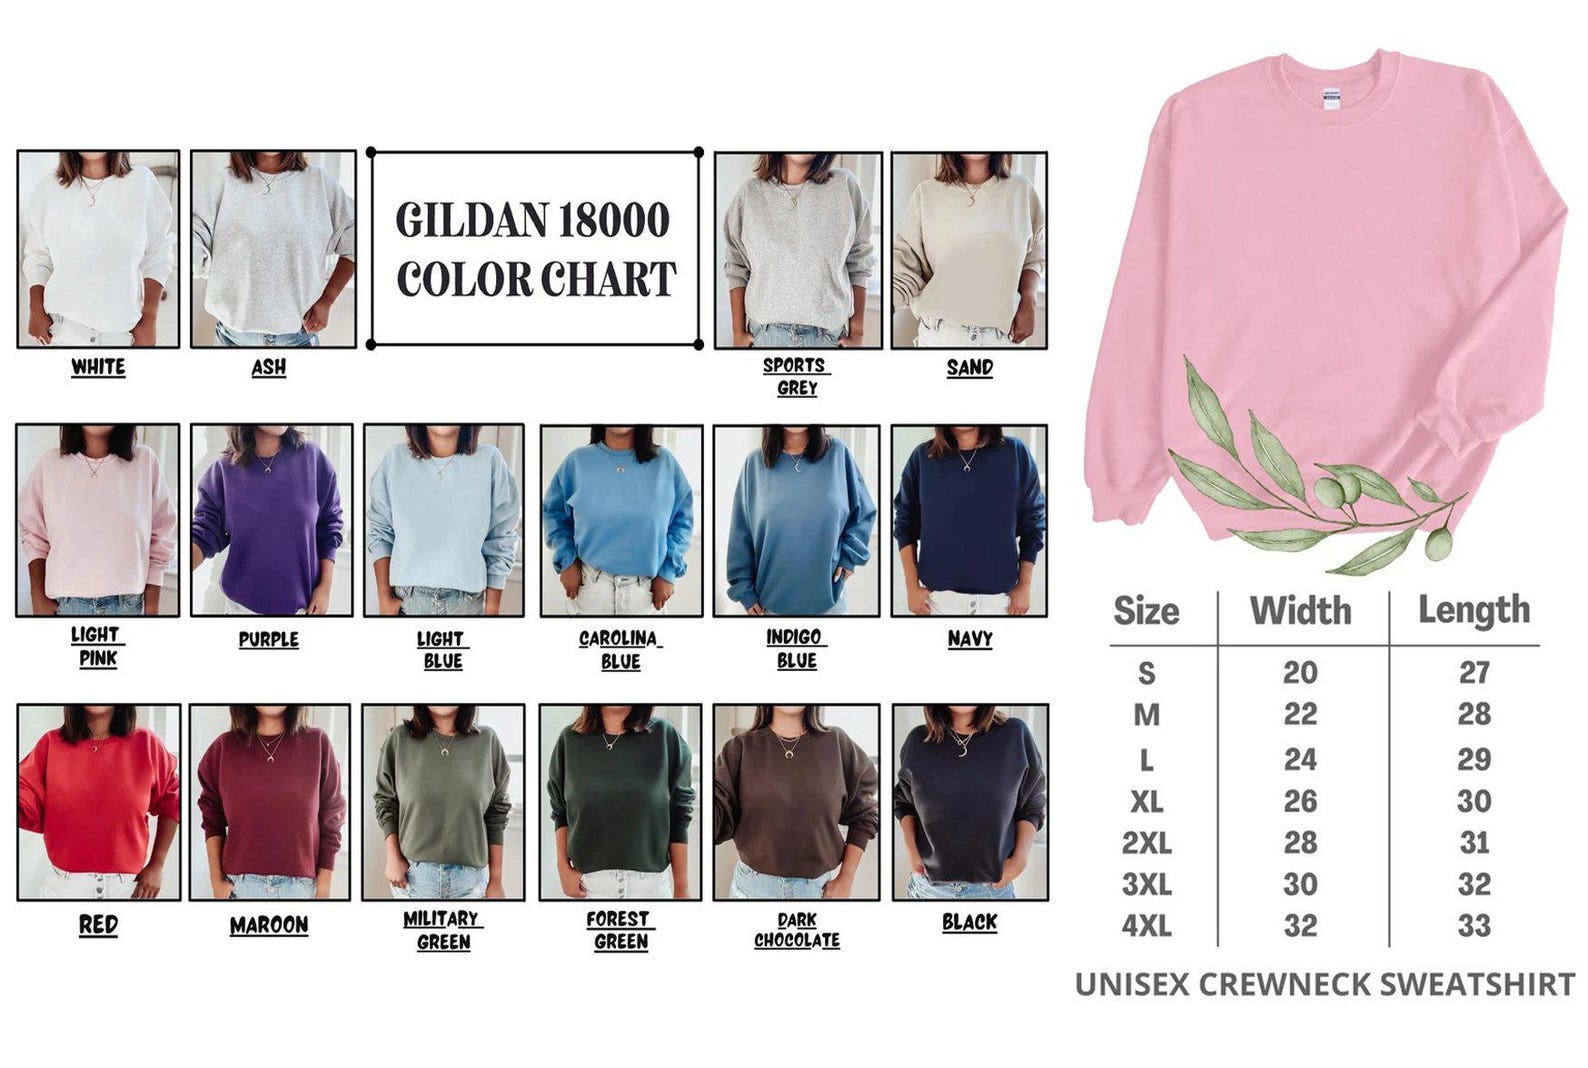 GILDAN 18000
COLOR CHART
WHITE
ASH
SPORTS
GREY
SAND
LIGHT
PINK
PURPLE
LIGHT
BLUE
CAROLINA
BLUE
INDIGO
BLUE
NAVY
RED
MAROON
MILITARY
GREEN
FOREST
GREEN
DARK
CHOCOLATE
BLACK
Size Width Length
S 20 27
M 22 28
L 24 29
XL 26 30
2XL 28 31
3XL 30 32
4XL 32 33
UNISEX CREWNECK SWEATSHIRT